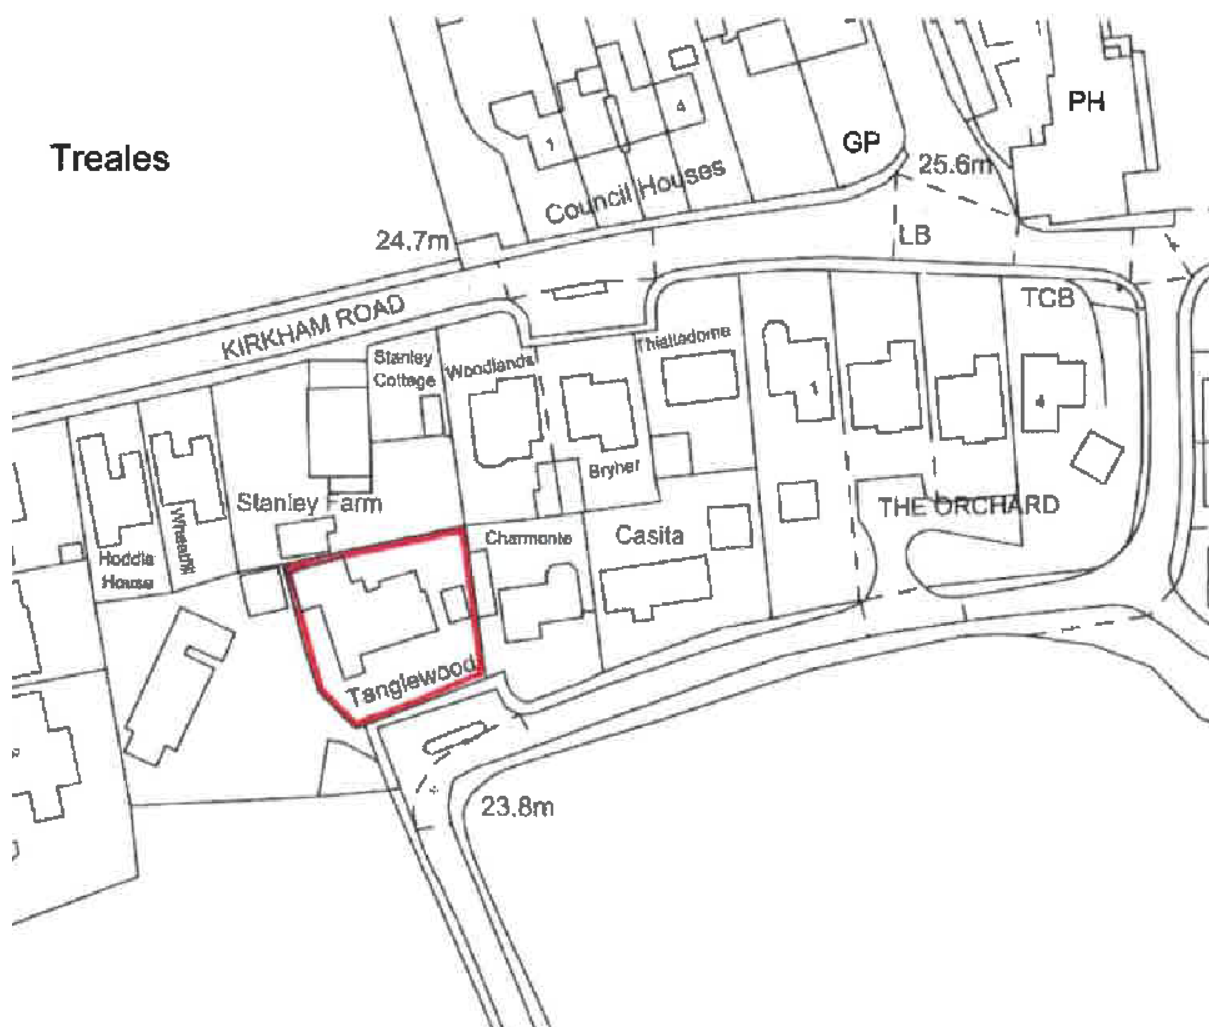 PH
4
1
GP
Treales
25.6m
Council Houses
24.7m
LB
KIRKHAM ROAD
TCB
Thistledome
Stanley
Cottage
Woodlands
1
4
Bryher
Stanley Farm
THE ORCHARD
Charmonte
Casita
Hoddle
House
Tanglewood
23.8m